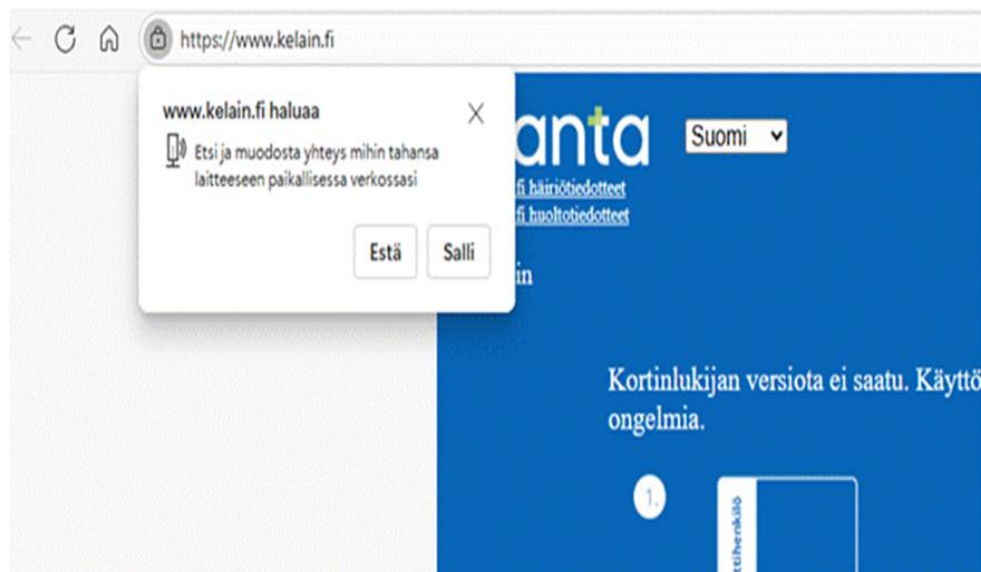 https://www.kelain.fi
www.kelain.fi haluaa
Etsi ja muodosta yhteys mihin tahansa
laitteeseen paikallisessa verkossasi
Estä
Salli
anta
Suomi
fi häiriötiedotteet
fi huoltotiedotteet
in
Kortinlukijan versiota ei saatu. Käyttö
ongelmia.
1.
ttihenkilö